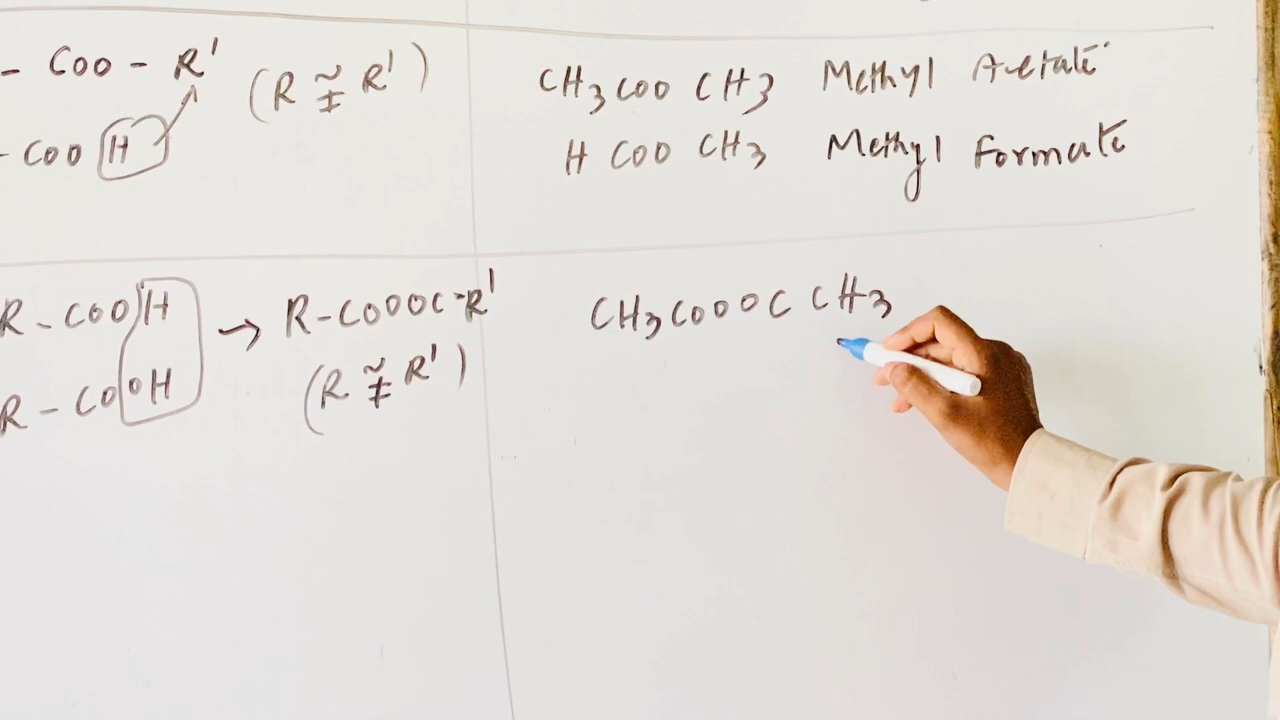 - COO - R' (R ≆ R')
- COO H
CH3COO CH3 Methyl Acetate
H COO CH3 Methyl Formate
R - COO H → R-COOOC-R'
R - COOH (R ≆ R')
CH3COOOC CH3